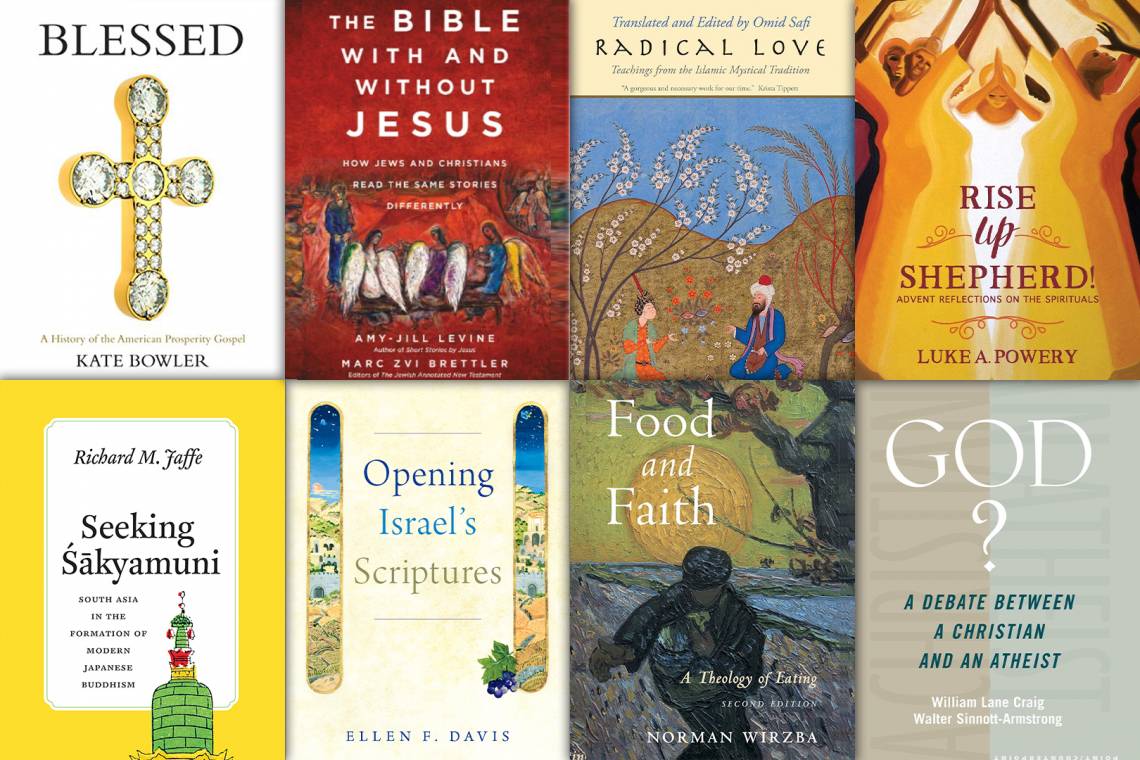 BLESSED
A History of the American Prosperity Gospel
KATE BOWLER
THE BIBLE
WITH AND
WITHOUT
JESUS
HOW JEWS AND CHRISTIANS
READ THE SAME STORIES
DIFFERENTLY
AMY-JILL LEVINE
Author of Short Stories by Jesus
MARC ZVI BRETTLER
Editors of The Jewish Annotated New Testament
Translated and Edited by Omid Safi
RADICAL LOVE
Teachings from the Islamic Mystical Tradition
"A gorgeous and necessary work for our time." Krista Tippett
RISE
up
SHEPHERD!
ADVENT REFLECTIONS ON THE SPIRITUALS
LUKE A. POWERY
Richard M. Jaffe
Seeking
Śākyamuni
SOUTH ASIA
IN THE
FORMATION OF
MODERN
JAPANESE
BUDDHISM
Opening
Israel's
Scriptures
ELLEN F. DAVIS
Food
and
Faith
A Theology of Eating
SECOND EDITION
NORMAN WIRZBA
GOD
?
A DEBATE BETWEEN
A CHRISTIAN
AND AN ATHEIST
William Lane Craig
Walter Sinnott-Armstrong